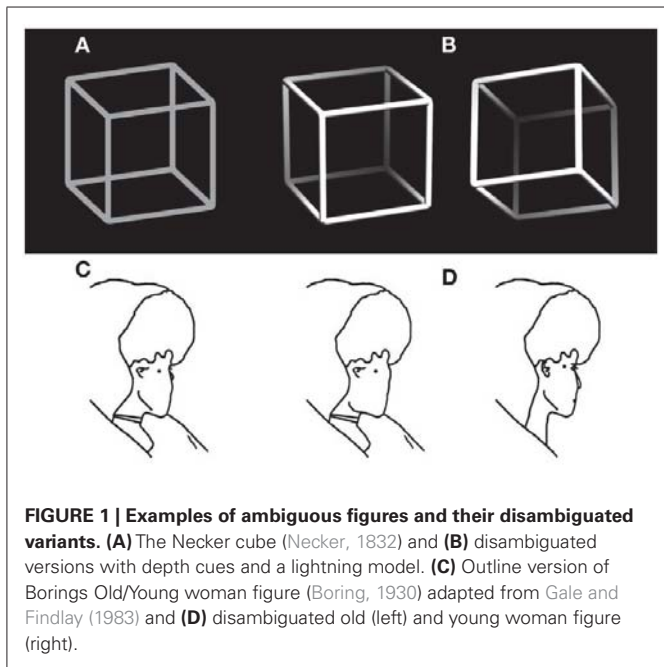 A
B
C
D
FIGURE 1 | Examples of ambiguous figures and their disambiguated
variants. (A) The Necker cube (Necker, 1832) and (B) disambiguated
versions with depth cues and a lightning model. (C) Outline version of
Borings Old/Young woman figure (Boring, 1930) adapted from Gale and
Findlay (1983) and (D) disambiguated old (left) and young woman figure
(right).